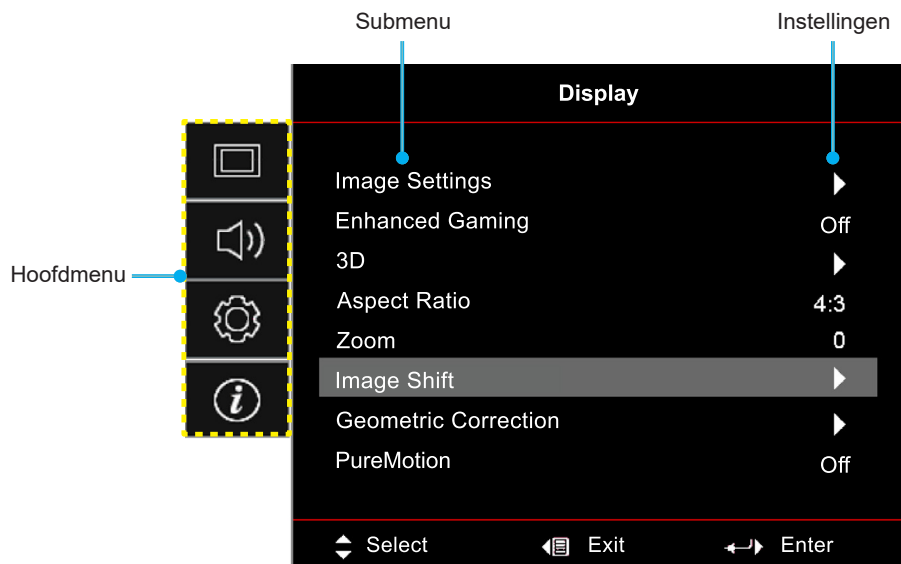 Submenu Instellingen
Display
Image Settings
Enhanced Gaming Off
3D
Hoofdmenu
Aspect Ratio 4:3
Zoom 0
Image Shift
Geometric Correction
PureMotion Off
Select Exit Enter